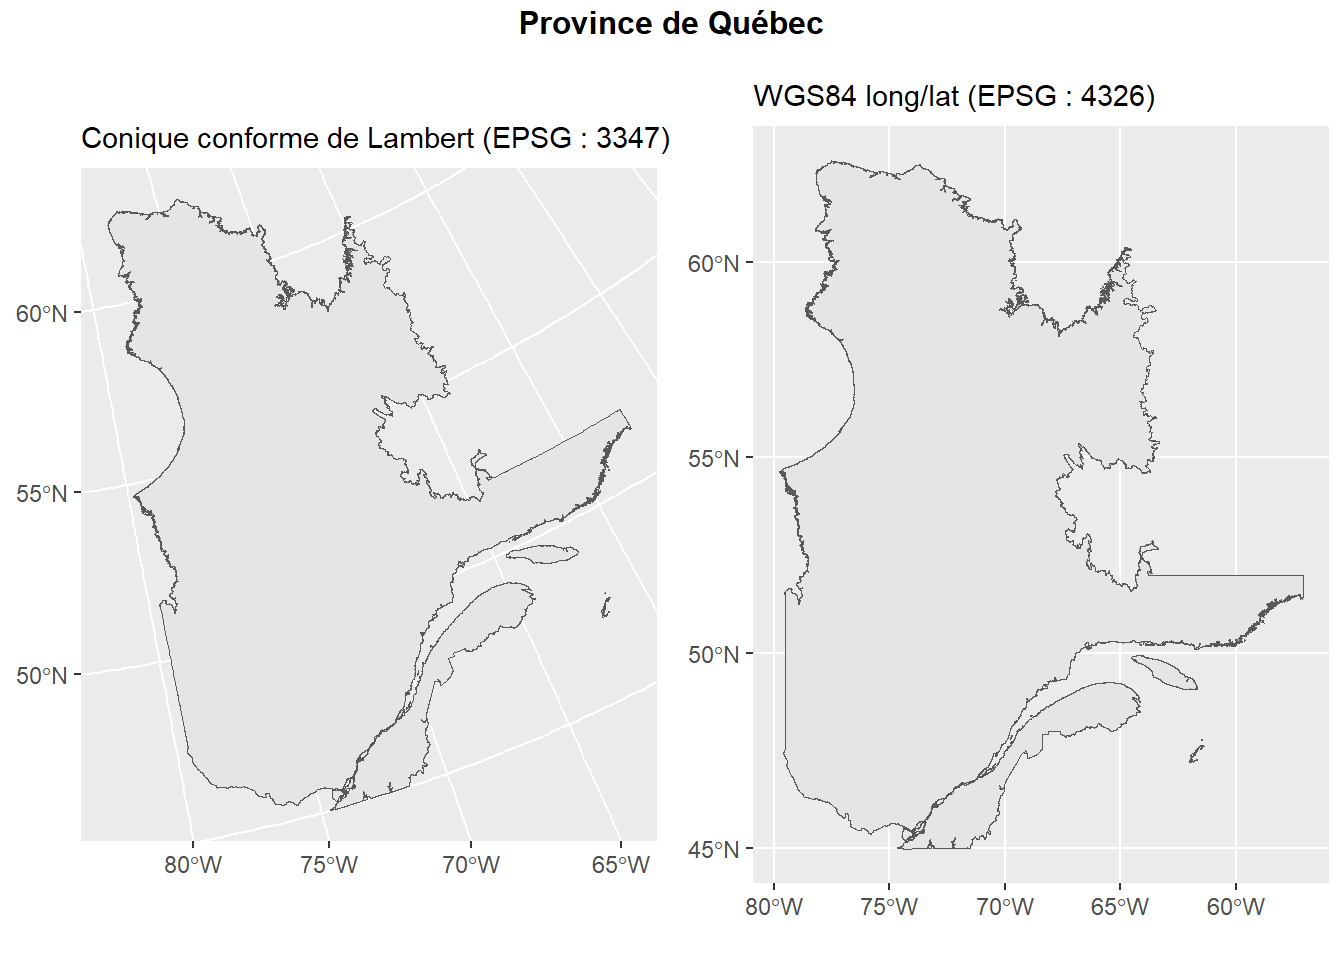 Province de Québec
Conique conforme de Lambert (EPSG : 3347)
60°N
55°N
50°N
80°W 75°W 70°W 65°W
WGS84 long/lat (EPSG : 4326)
60°N
55°N
50°N
45°N
80°W 75°W 70°W 65°W 60°W